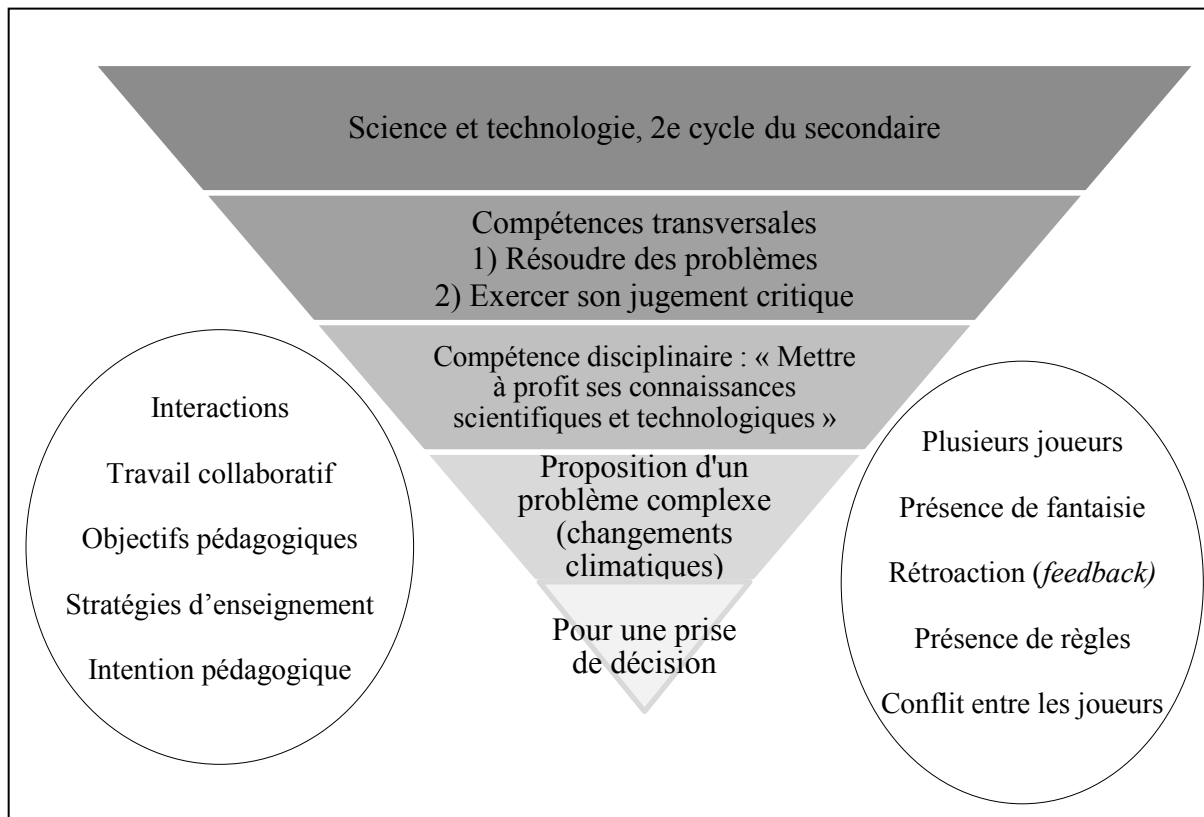 Science et technologie, 2e cycle du secondaire
Compétences transversales
1) Résoudre des problèmes
2) Exercer son jugement critique
Compétence disciplinaire : « Mettre
à profit ses connaissances
scientifiques et technologiques »
Proposition d'un
problème complexe
(changements
climatiques)
Pour une prise
de décision
Interactions
Travail collaboratif
Objectifs pédagogiques
Stratégies d’enseignement
Intention pédagogique
Plusieurs joueurs
Présence de fantaisie
Rétroaction (feedback)
Présence de règles
Conflit entre les joueurs